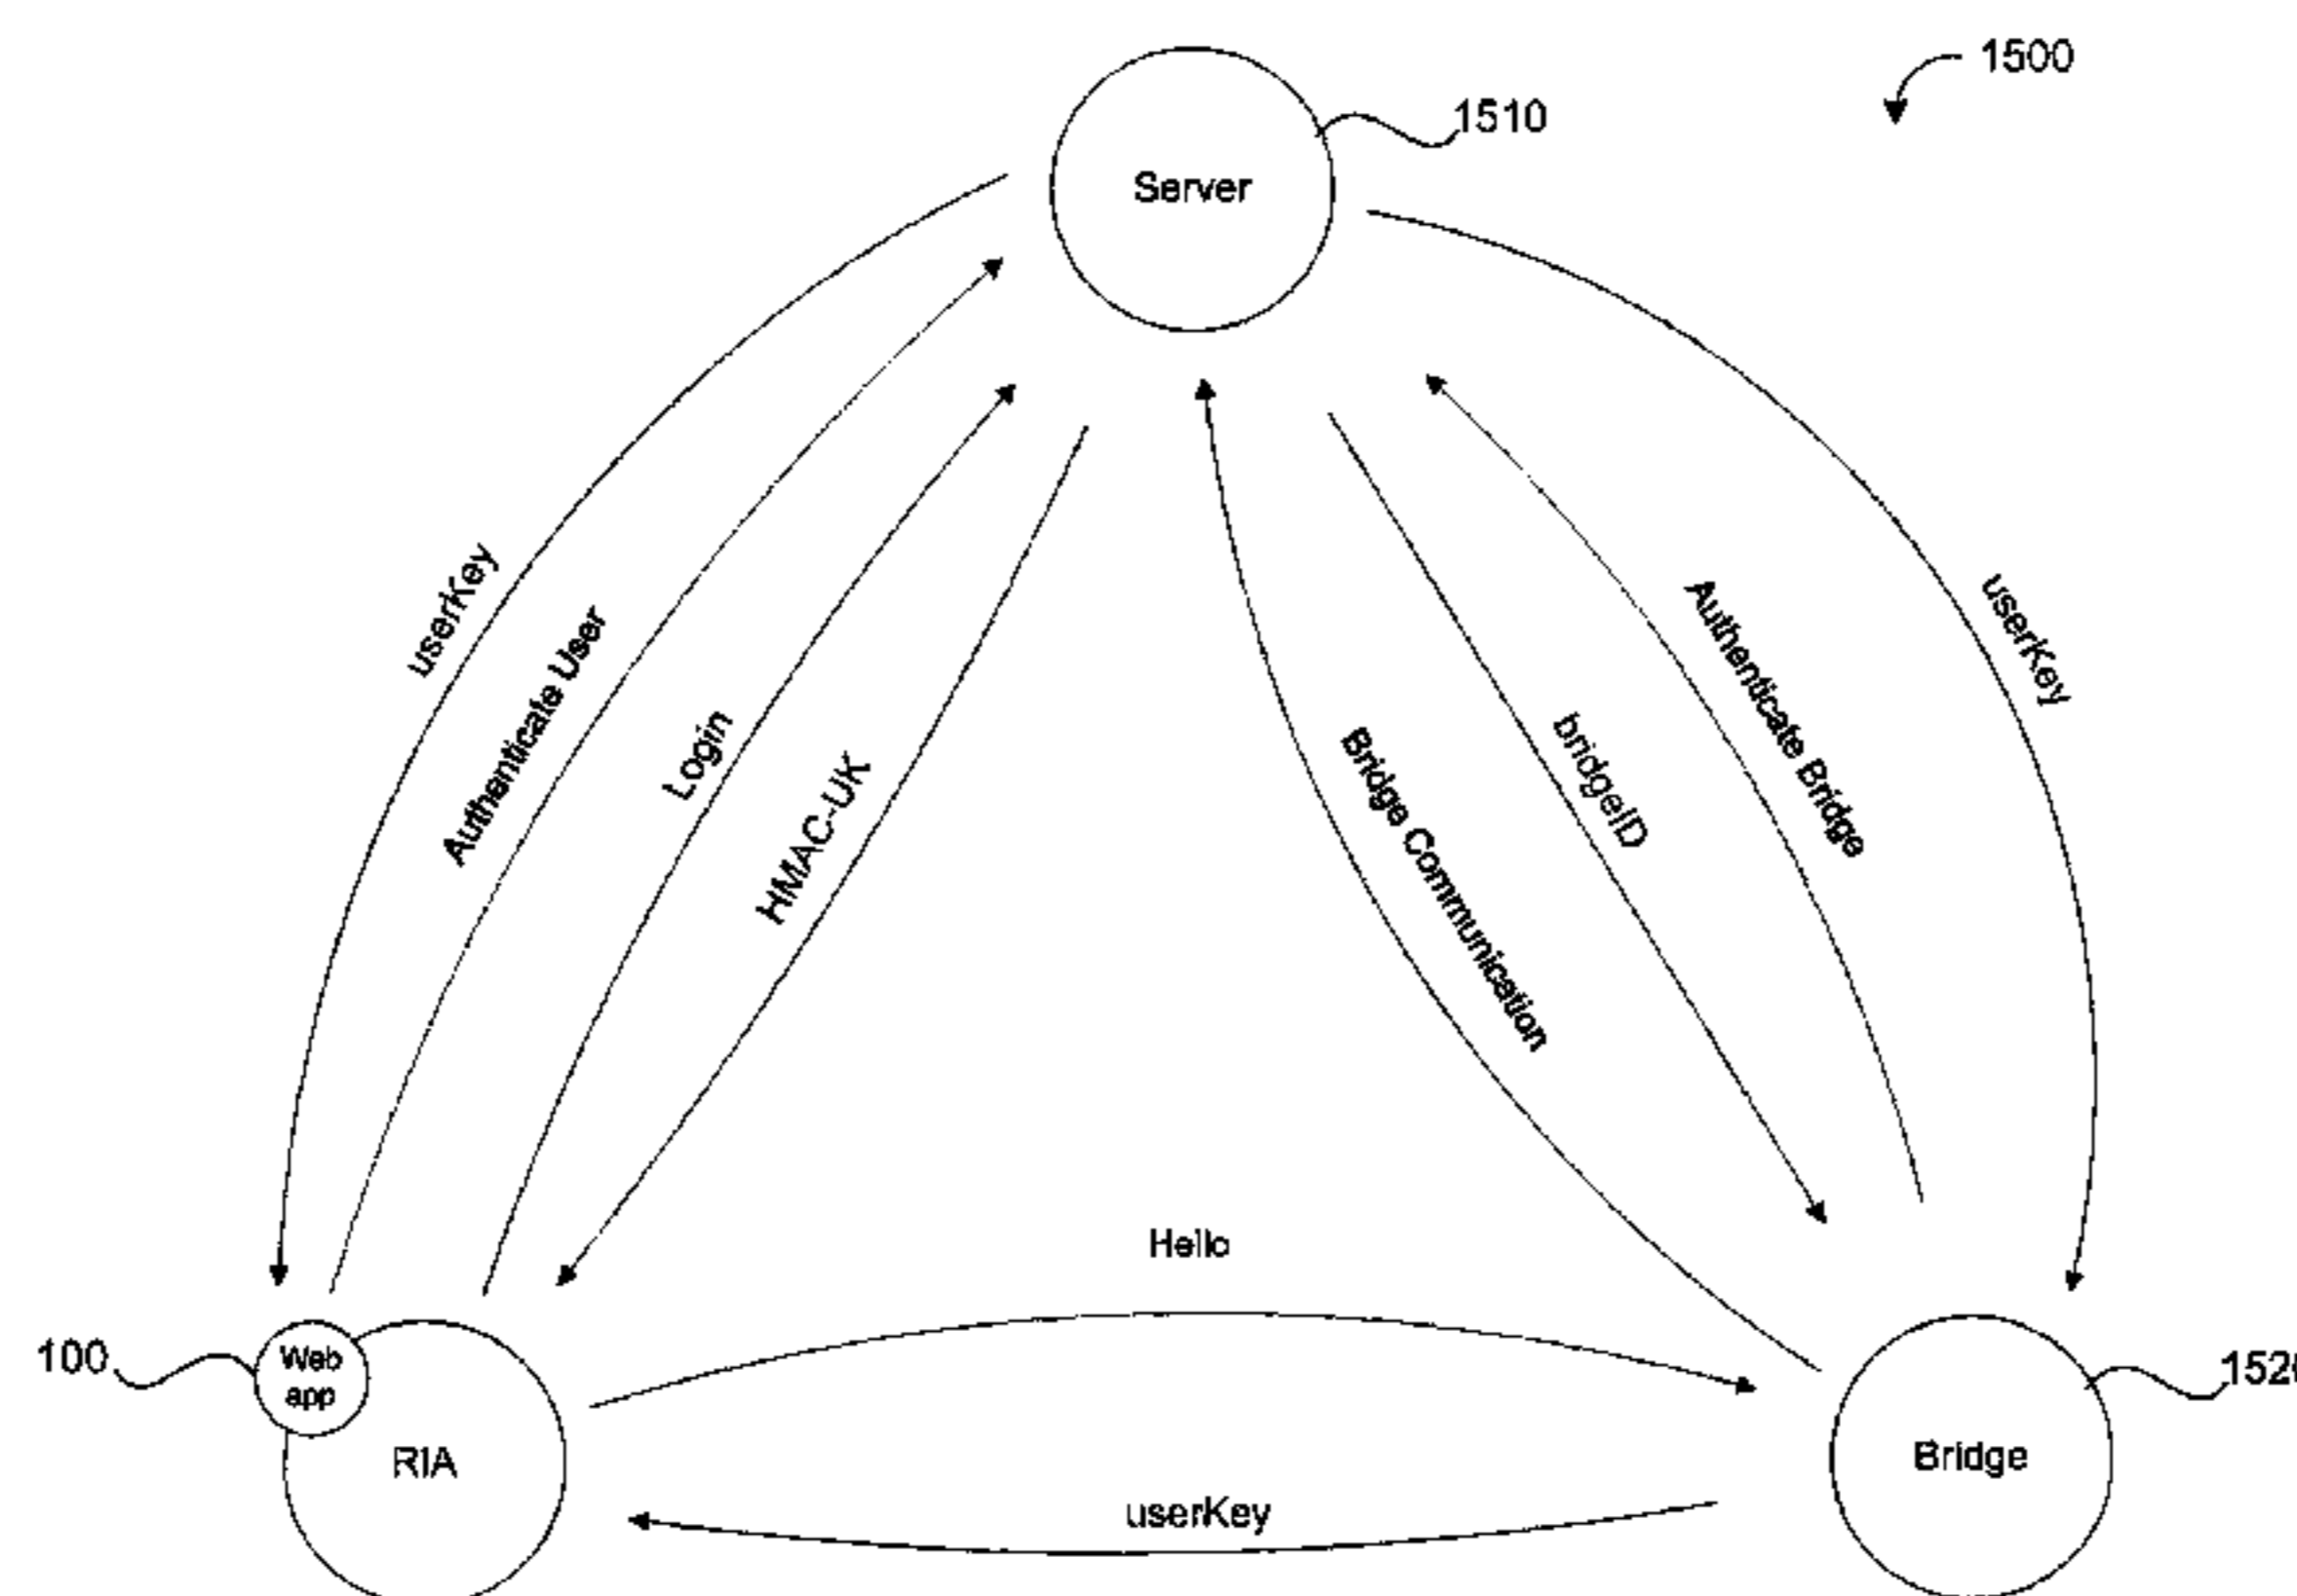 1500
1510
Server
userKey
Authenticate User
Login
HMAC-UK
Bridge Communication
bridgeID
Authenticate Bridge
userKey
Hello
100
Web
app
RIA
Bridge
userKey